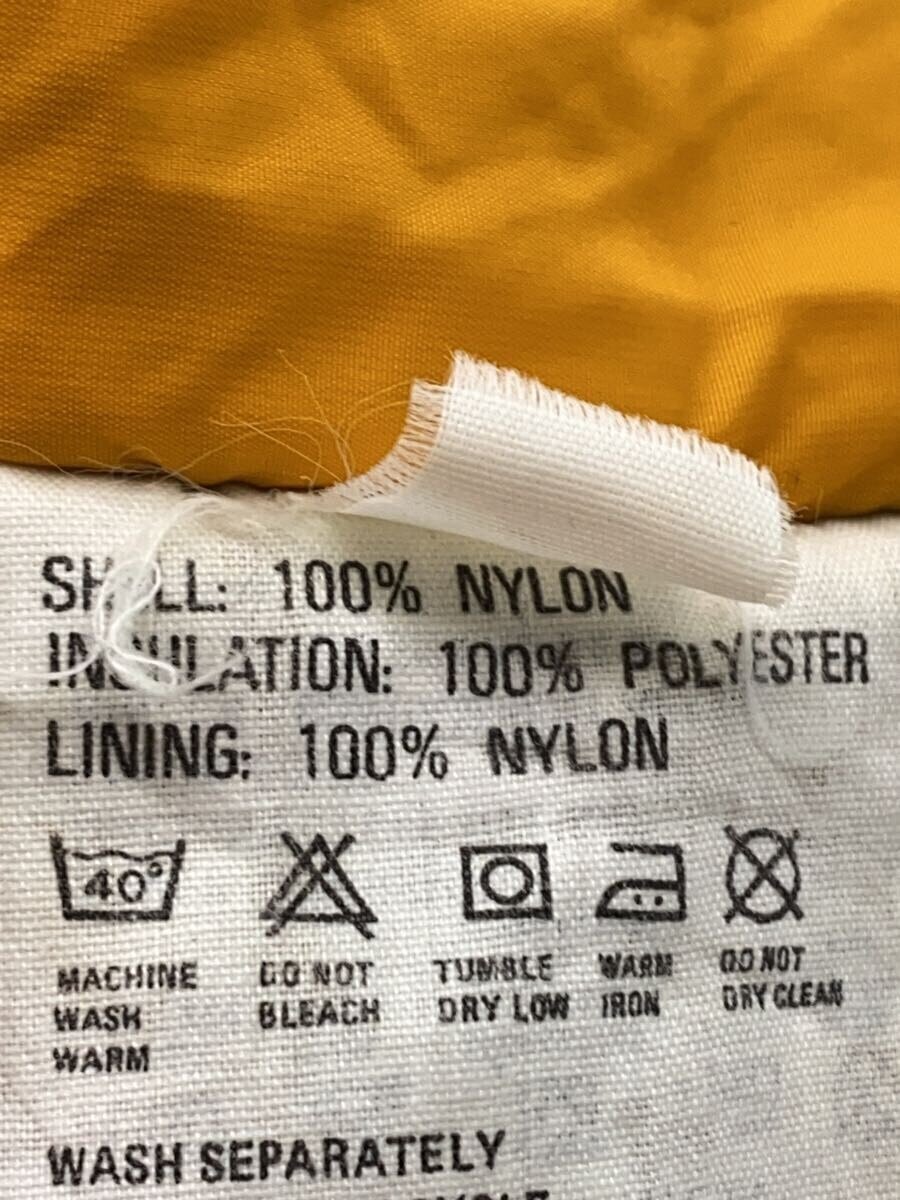 SHELL: 100% NYLON
INSULATION: 100% POLYESTER
LINING: 100% NYLON
40°
MACHINE WASH WARM
DO NOT BLEACH
TUMBLE DRY LOW
WARM IRON
DO NOT DRY CLEAN
WASH SEPARATELY